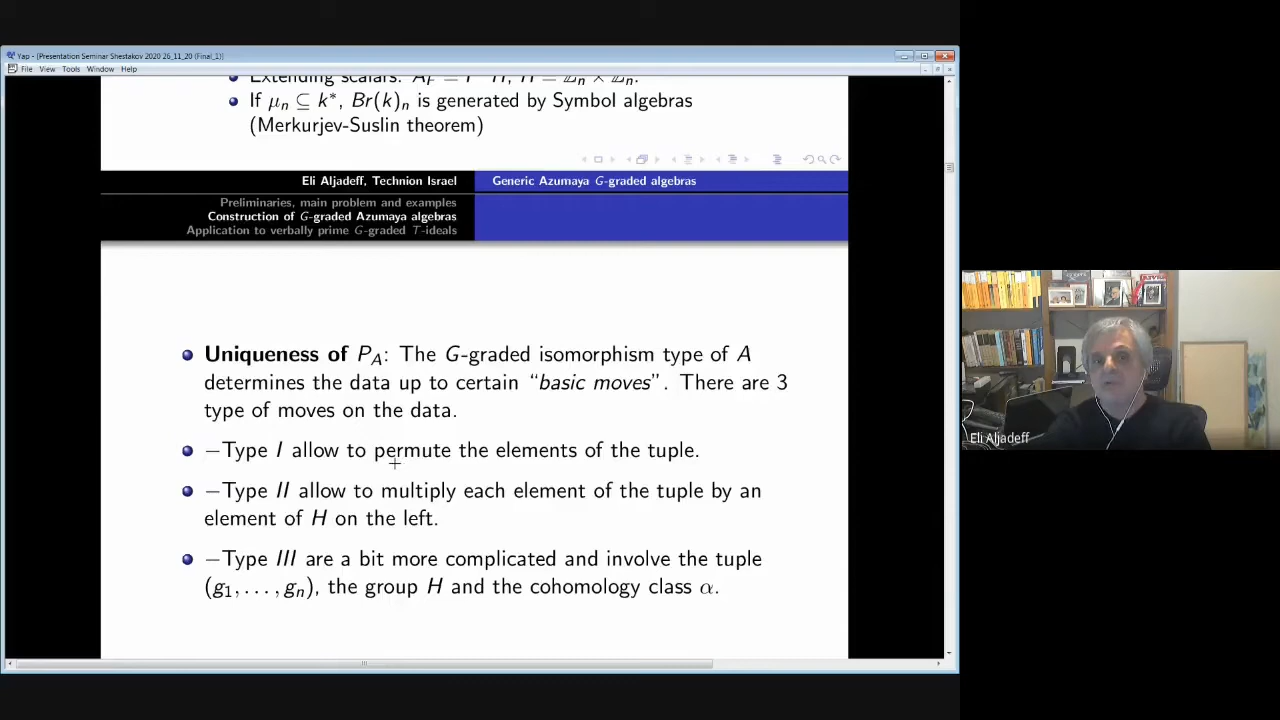 Yap - [Presentation Seminar Shestakov 2020 26_11_20 (Final_1)]
File View Tools Window Help
Extending scalars:
If μn ⊆ k*, Br(k)n is generated by Symbol algebras
(Merkurjev-Suslin theorem)
Eli Aljadeff, Technion Israel Generic Azumaya G-graded algebras
Preliminaries, main problem and examples
Construction of G-graded Azumaya algebras
Application to verbally prime G-graded T-ideals
Uniqueness of PA: The G-graded isomorphism type of A
determines the data up to certain “basic moves”. There are 3
type of moves on the data.
−Type I allow to permute the elements of the tuple.
−Type II allow to multiply each element of the tuple by an
element of H on the left.
−Type III are a bit more complicated and involve the tuple
(g1, . . . , gn), the group H and the cohomology class α.
Eli Aljadeff